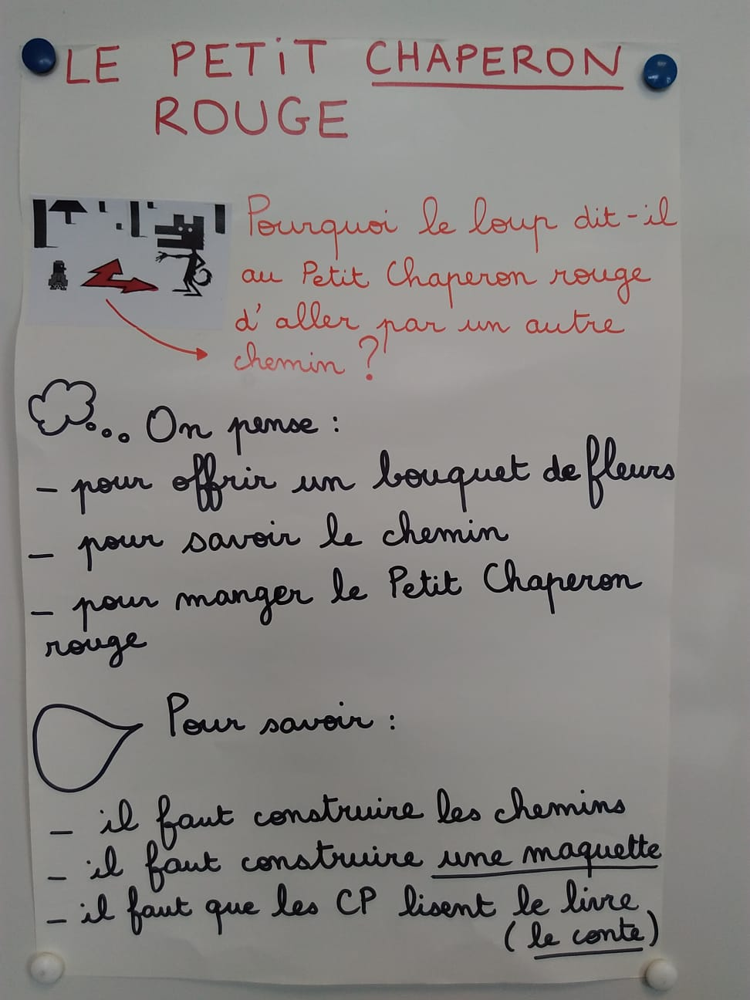 LE PETiT CHAPERON
ROUGE
Pourquoi le loup dit-il
au Petit Chaperon rouge
d'aller par un autre
chemin ?
... On pense :
- pour offrir un bouquet de fleurs
- pour savoir le chemin
- pour manger le Petit Chaperon
rouge
Pour savoir :
- il faut construire les chemins
- il faut construire une maquette
- il faut que les CP lisent le livre
(le conte)